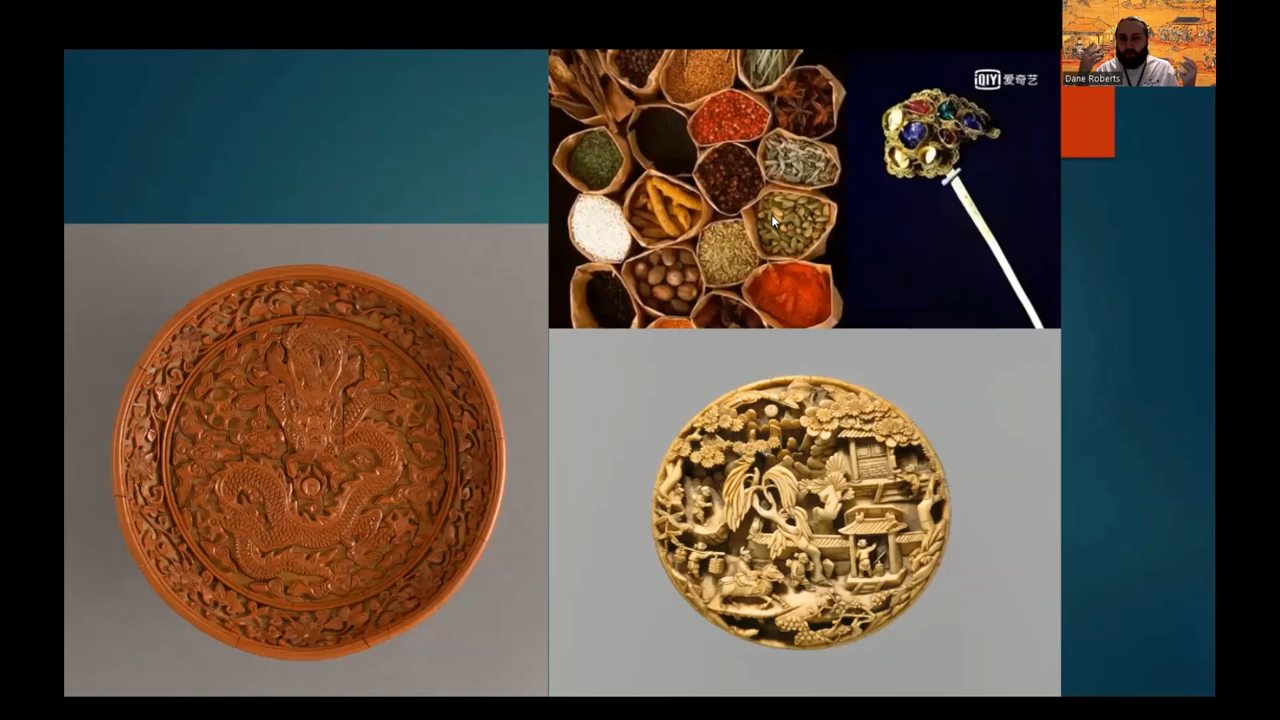 iQIYI 爱奇艺
Dane Roberts